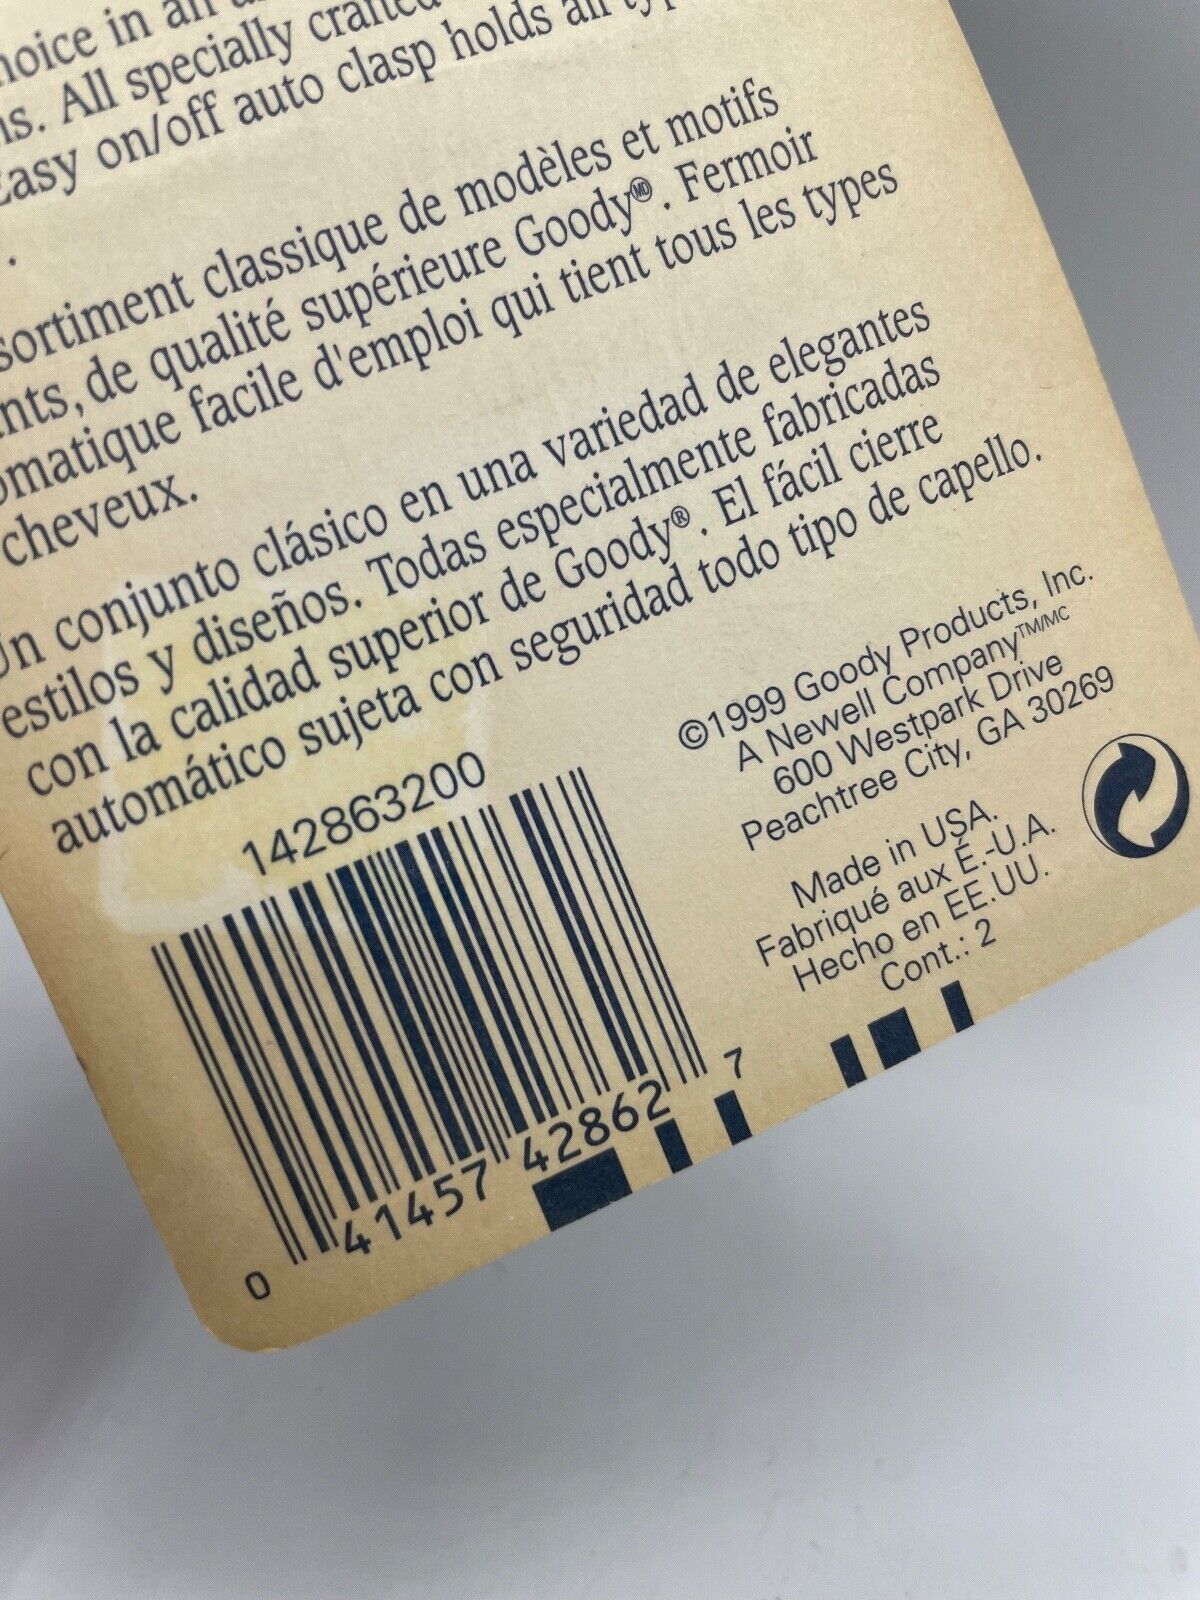 choice in an
ns. All specially crafted
Easy on/off auto clasp holds all
.
sortiment classique de modèles et motifs
nts, de qualité supérieure Goody MD. Fermoir
omatique facile d'emploi qui tient tous les types
cheveux.
Un conjunto clásico en una variedad de elegantes
estilos y diseños. Todas especialmente fabricadas
con la calidad superior de Goody®. El fácil cierre
automático sujeta con seguridad todo tipo de capello.
©1999 Goody Products, Inc.
A Newell Company™/MC
600 Westpark Drive
Peachtree City, GA 30269
Made in USA.
Fabriqué aux É.-U.A.
Hecho en EE.UU.
Cont.: 2
142863200
0 41457 42862 7